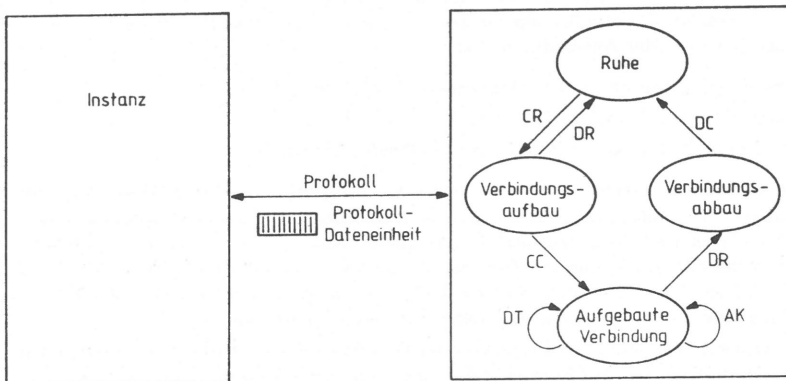 Instanz
Protokoll
Protokoll-
Dateneinheit
Ruhe
CR
DR
DC
Verbindungs-
aufbau
Verbindungs-
abbau
CC
DR
DT
Aufgebaute
Verbindung
AK